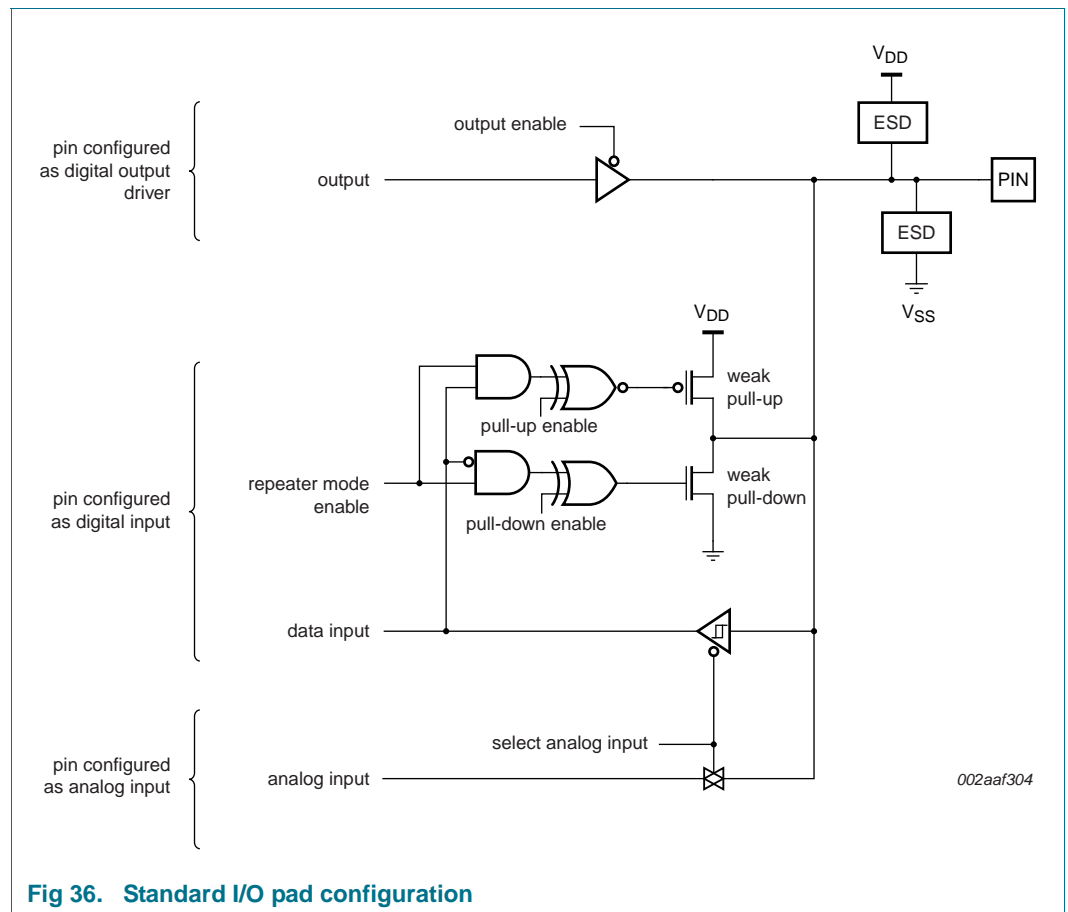 VDD
ESD
output enable
pin configured
as digital output
driver
output
PIN
ESD
VSS
VDD
weak
pull-up
pull-up enable
pin configured
as digital input
repeater mode
enable
weak
pull-down
pull-down enable
data input
select analog input
pin configured
as analog input
analog input
002aaf304
Fig 36. Standard I/O pad configuration